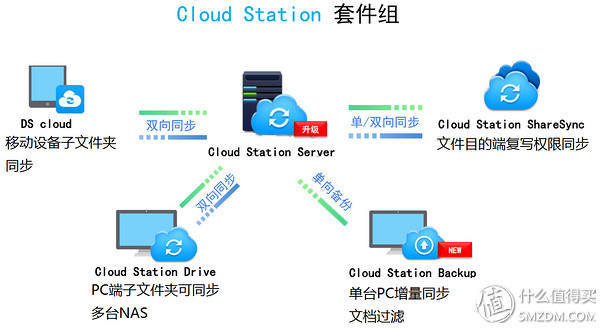 Cloud Station 套件组
DS cloud
移动设备子文件夹
同步
双向同步
升级
Cloud Station Server
单/双向同步
Cloud Station ShareSync
文件目的端复写权限同步
双向同步
单向备份
Cloud Station Drive
PC端子文件夹可同步
多台NAS
NEW
Cloud Station Backup
单台PC增量同步
文档过滤
值
什么值得买
SMZDM.COM